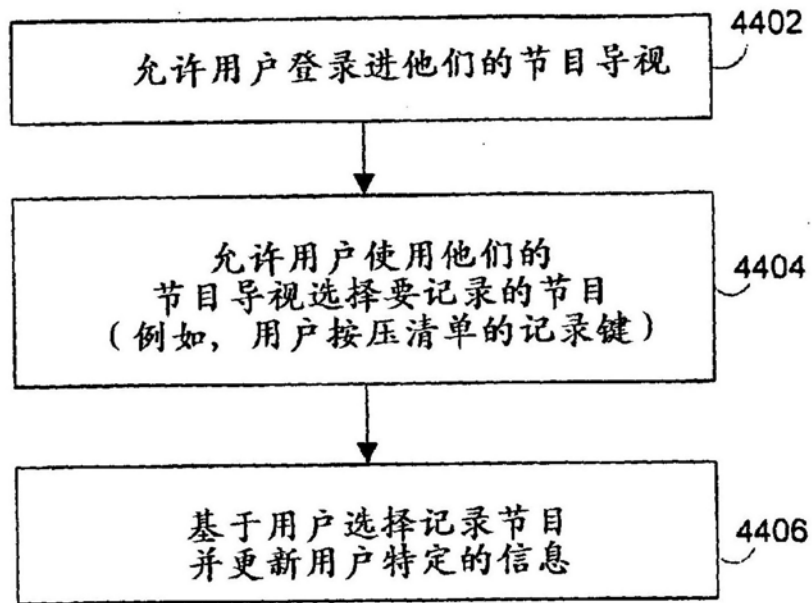 允许用户登录进他们的节目导视
4402
允许用户使用他们的
节目导视选择要记录的节目
(例如，用户按压清单的记录键)
4404
基于用户选择记录节目
并更新用户特定的信息
4406